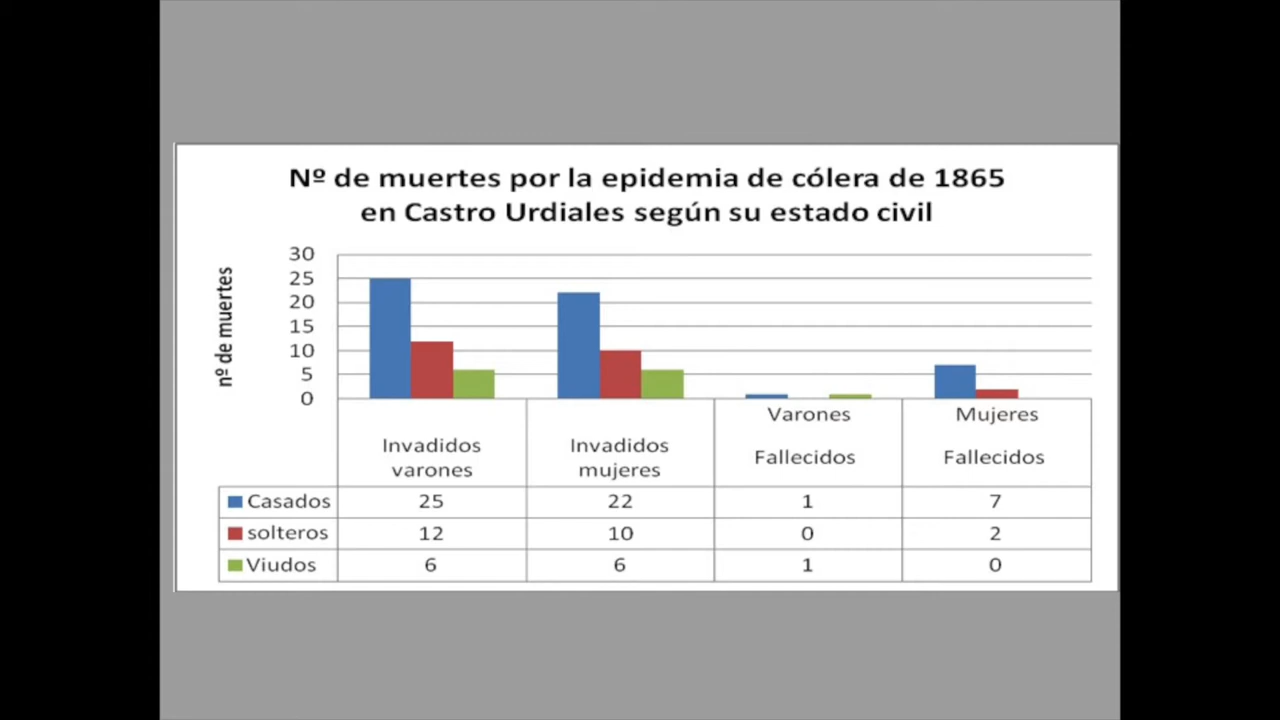 Nº de muertes por la epidemia de cólera de 1865
en Castro Urdiales según su estado civil
nº de muertes
30
25
20
15
10
5
0
Invadidos
varones
Invadidos
mujeres
Varones
Fallecidos
Mujeres
Fallecidos
Casados 25 22 1 7
solteros 12 10 0 2
Viudos 6 6 1 0